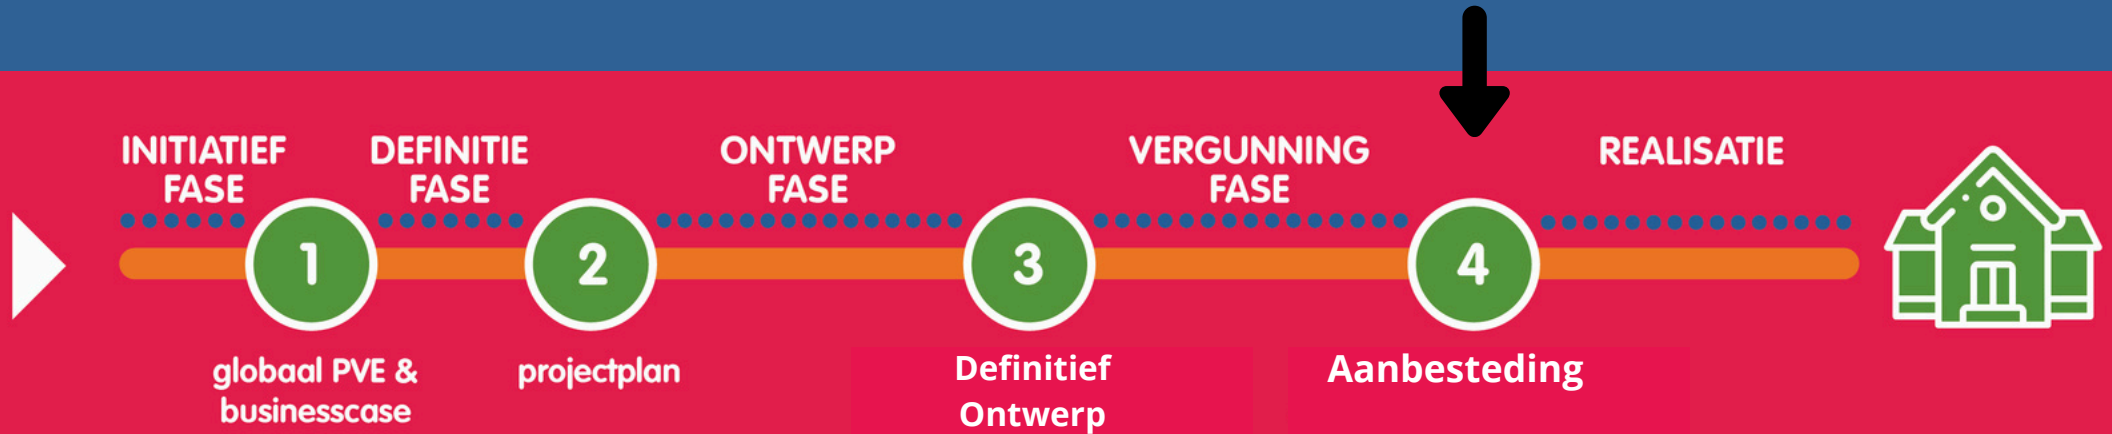 INITIATIEF
FASE
DEFINITIE
FASE
ONTWERP
FASE
VERGUNNING
FASE
REALISATIE
1
2
3
4
globaal PVE &
businesscase
projectplan
Definitief
Ontwerp
Aanbesteding